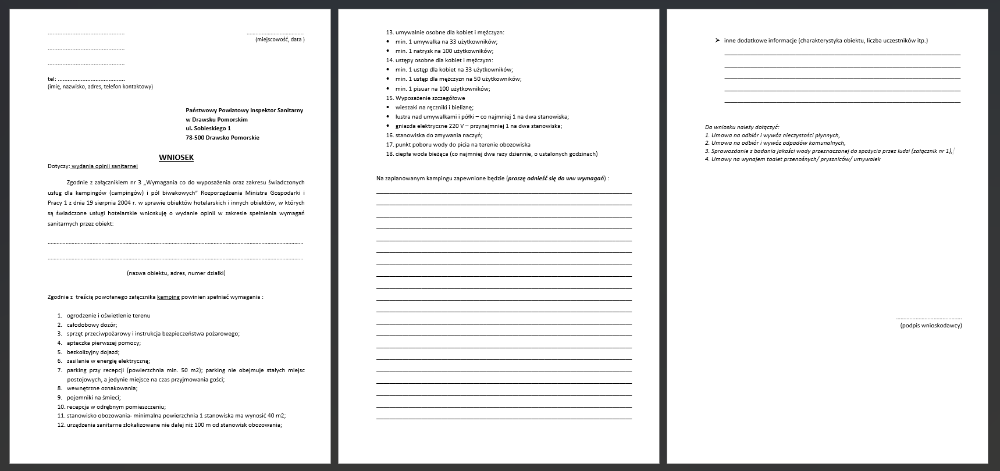 ................................................
....................................
(miejscowość, data )
................................................
................................................
tel: ..........................................
(imię, nazwisko, adres, telefon kontaktowy)
Państwowy Powiatowy Inspektor Sanitarny
w Drawsku Pomorskim
ul. Sobieskiego 1
78-500 Drawsko Pomorskie
WNIOSEK
Dotyczy: wydania opinii sanitarnej
Zgodnie z załącznikiem nr 3 „Wymagania co do wyposażenia oraz zakresu świadczonych
usług dla kempingów (campingów) i pól biwakowych” Rozporządzenia Ministra Gospodarki i
Pracy 1 z dnia 19 sierpnia 2004 r. w sprawie obiektów hotelarskich i innych obiektów, w których
są świadczone usługi hotelarskie wnioskuję o wydanie opinii w zakresie spełnienia wymagań
sanitarnych przez obiekt:
................................................................................................................................................
................................................................................................................................................
(nazwa obiektu, adres, numer działki)
Zgodnie z treścią powołanego załącznika kamping powinien spełniać wymagania :
1. ogrodzenie i oświetlenie terenu
2. całodobowy dozór;
3. sprzęt przeciwpożarowy i instrukcja bezpieczeństwa pożarowego;
4. apteczka pierwszej pomocy;
5. bezkolizyjny dojazd;
6. zasilanie w energię elektryczną;
7. parking przy recepcji (powierzchnia min. 50 m2); parking nie obejmuje stałych miejsc
postojowych, a jedynie miejsce na czas przyjmowania gości;
8. wewnętrzne oznakowania;
9. pojemniki na śmieci;
10. recepcja w odrębnym pomieszczeniu;
11. stanowisko obozowania- minimalna powierzchnia 1 stanowiska ma wynosić 40 m2;
12. urządzenia sanitarne zlokalizowane nie dalej niż 100 m od stanowisk obozowania;
13. umywalnie osobne dla kobiet i mężczyzn:
• min. 1 umywalka na 33 użytkowników;
• min. 1 natrysk na 100 użytkowników;
14. ustępy osobne dla kobiet i mężczyzn:
• min. 1 ustęp dla kobiet na 33 użytkowników;
• min. 1 ustęp dla mężczyzn na 50 użytkowników;
• min. 1 pisuar na 100 użytkowników;
15. Wyposażenie szczegółowe
• wieszaki na ręczniki i bieliznę;
• lustra nad umywalkami i półki – co najmniej 1 na dwa stanowiska;
• gniazda elektryczne 220 V – przynajmniej 1 na dwa stanowiska;
16. stanowiska do zmywania naczyń;
17. punkt poboru wody do picia na terenie obozowiska
18. ciepła woda bieżąca (co najmniej dwa razy dziennie, o ustalonych godzinach)
Na zaplanowanym kampingu zapewnione będzie (proszę odnieść się do ww wymagań) :
➢ inne dodatkowe informacje (charakterystyka obiektu, liczba uczestników itp.)
Do wniosku należy dołączyć:
1. Umowa na odbiór i wywóz nieczystości płynnych,
2. Umowa na odbiór i wywóz odpadów komunalnych,
3. Sprawozdanie z badania jakości wody przeznaczonej do spożycia przez ludzi (załącznik nr 1),
4. Umowy na wynajem toalet przenośnych/ pryszniców/ umywalek
..........................................
(podpis wnioskodawcy)